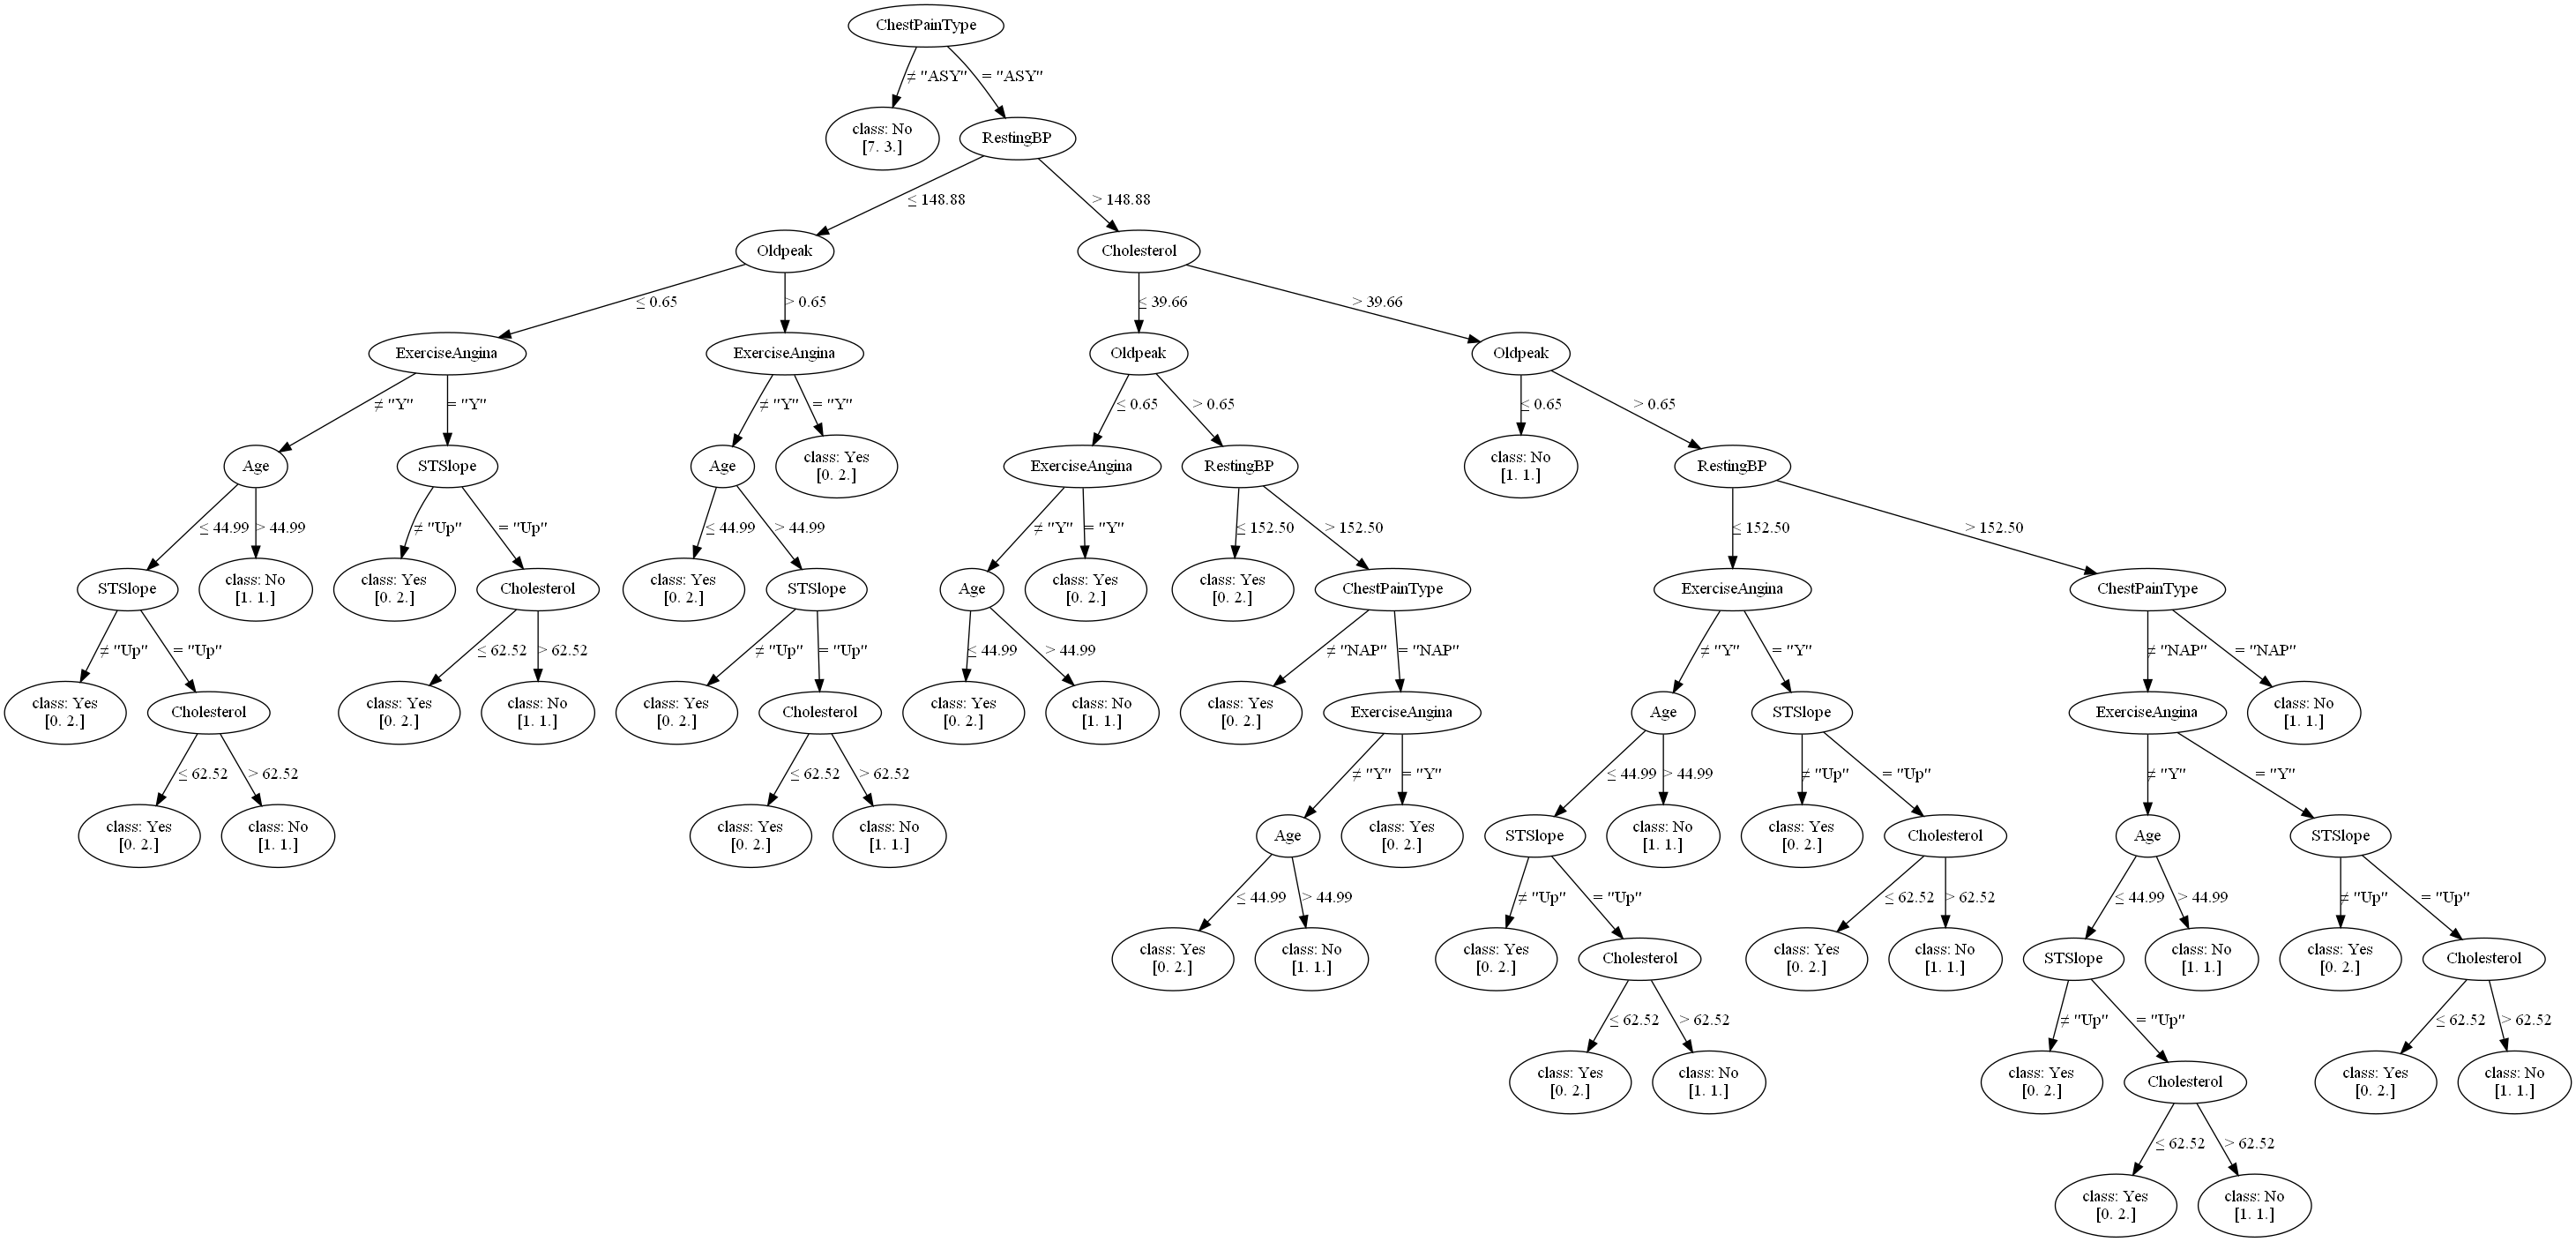 ChestPainType
≠ "ASY"
= "ASY"
class: No
[7. 3.]
RestingBP
≤ 148.88
> 148.88
Oldpeak
Cholesterol
≤ 0.65
> 0.65
≤ 39.66
> 39.66
ExerciseAngina
ExerciseAngina
Oldpeak
Oldpeak
≠ "Y"
= "Y"
≠ "Y"
= "Y"
≤ 0.65
> 0.65
≤ 0.65
> 0.65
Age
STSlope
Age
class: Yes
[0. 2.]
ExerciseAngina
RestingBP
class: No
[1. 1.]
RestingBP
≤ 44.99
> 44.99
≠ "Up"
= "Up"
≤ 44.99
> 44.99
≠ "Y"
= "Y"
≤ 152.50
> 152.50
≤ 152.50
> 152.50
STSlope
class: No
[1. 1.]
class: Yes
[0. 2.]
Cholesterol
class: Yes
[0. 2.]
STSlope
Age
class: Yes
[0. 2.]
class: Yes
[0. 2.]
ChestPainType
ExerciseAngina
ChestPainType
≠ "Up"
= "Up"
≤ 62.52
> 62.52
≠ "Up"
= "Up"
≤ 44.99
> 44.99
≠ "NAP"
= "NAP"
≠ "Y"
= "Y"
≠ "NAP"
= "NAP"
class: Yes
[0. 2.]
Cholesterol
class: Yes
[0. 2.]
class: No
[1. 1.]
class: Yes
[0. 2.]
Cholesterol
class: Yes
[0. 2.]
class: No
[1. 1.]
class: Yes
[0. 2.]
ExerciseAngina
Age
STSlope
ExerciseAngina
class: No
[1. 1.]
≤ 62.52
> 62.52
≤ 62.52
> 62.52
≠ "Y"
= "Y"
≤ 44.99
> 44.99
≠ "Up"
= "Up"
≠ "Y"
= "Y"
class: Yes
[0. 2.]
class: No
[1. 1.]
class: Yes
[0. 2.]
class: No
[1. 1.]
Age
class: Yes
[0. 2.]
STSlope
class: No
[1. 1.]
class: Yes
[0. 2.]
Cholesterol
Age
STSlope
≤ 44.99
> 44.99
≠ "Up"
= "Up"
≤ 62.52
> 62.52
≤ 44.99
> 44.99
≠ "Up"
= "Up"
class: Yes
[0. 2.]
class: No
[1. 1.]
class: Yes
[0. 2.]
Cholesterol
class: Yes
[0. 2.]
class: No
[1. 1.]
STSlope
class: No
[1. 1.]
class: Yes
[0. 2.]
Cholesterol
≤ 62.52
> 62.52
≠ "Up"
= "Up"
≤ 62.52
> 62.52
class: Yes
[0. 2.]
class: No
[1. 1.]
class: Yes
[0. 2.]
Cholesterol
class: Yes
[0. 2.]
class: No
[1. 1.]
≤ 62.52
> 62.52
class: Yes
[0. 2.]
class: No
[1. 1.]